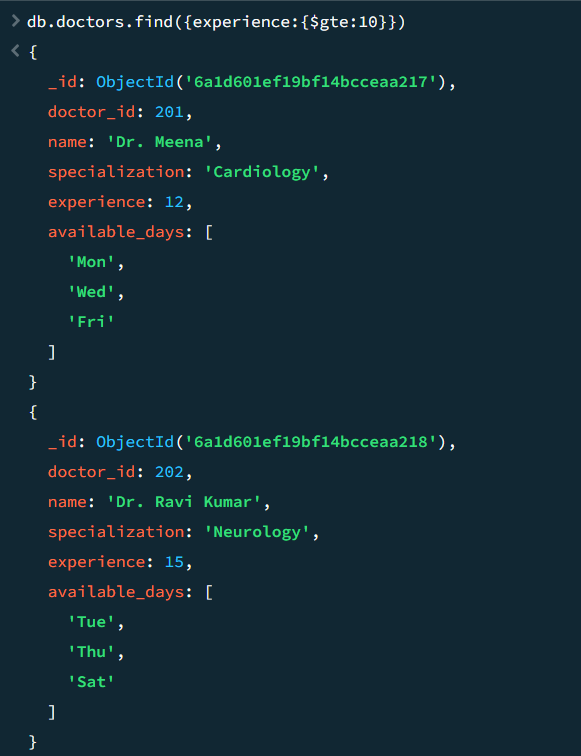 > db.doctors.find({experience:{$gte:10}})
< {
_id: ObjectId('6a1d601ef19bf14bcceaa217'),
doctor_id: 201,
name: 'Dr. Meena',
specialization: 'Cardiology',
experience: 12,
available_days: [
'Mon',
'Wed',
'Fri'
]
}
{
_id: ObjectId('6a1d601ef19bf14bcceaa218'),
doctor_id: 202,
name: 'Dr. Ravi Kumar',
specialization: 'Neurology',
experience: 15,
available_days: [
'Tue',
'Thu',
'Sat'
]
}